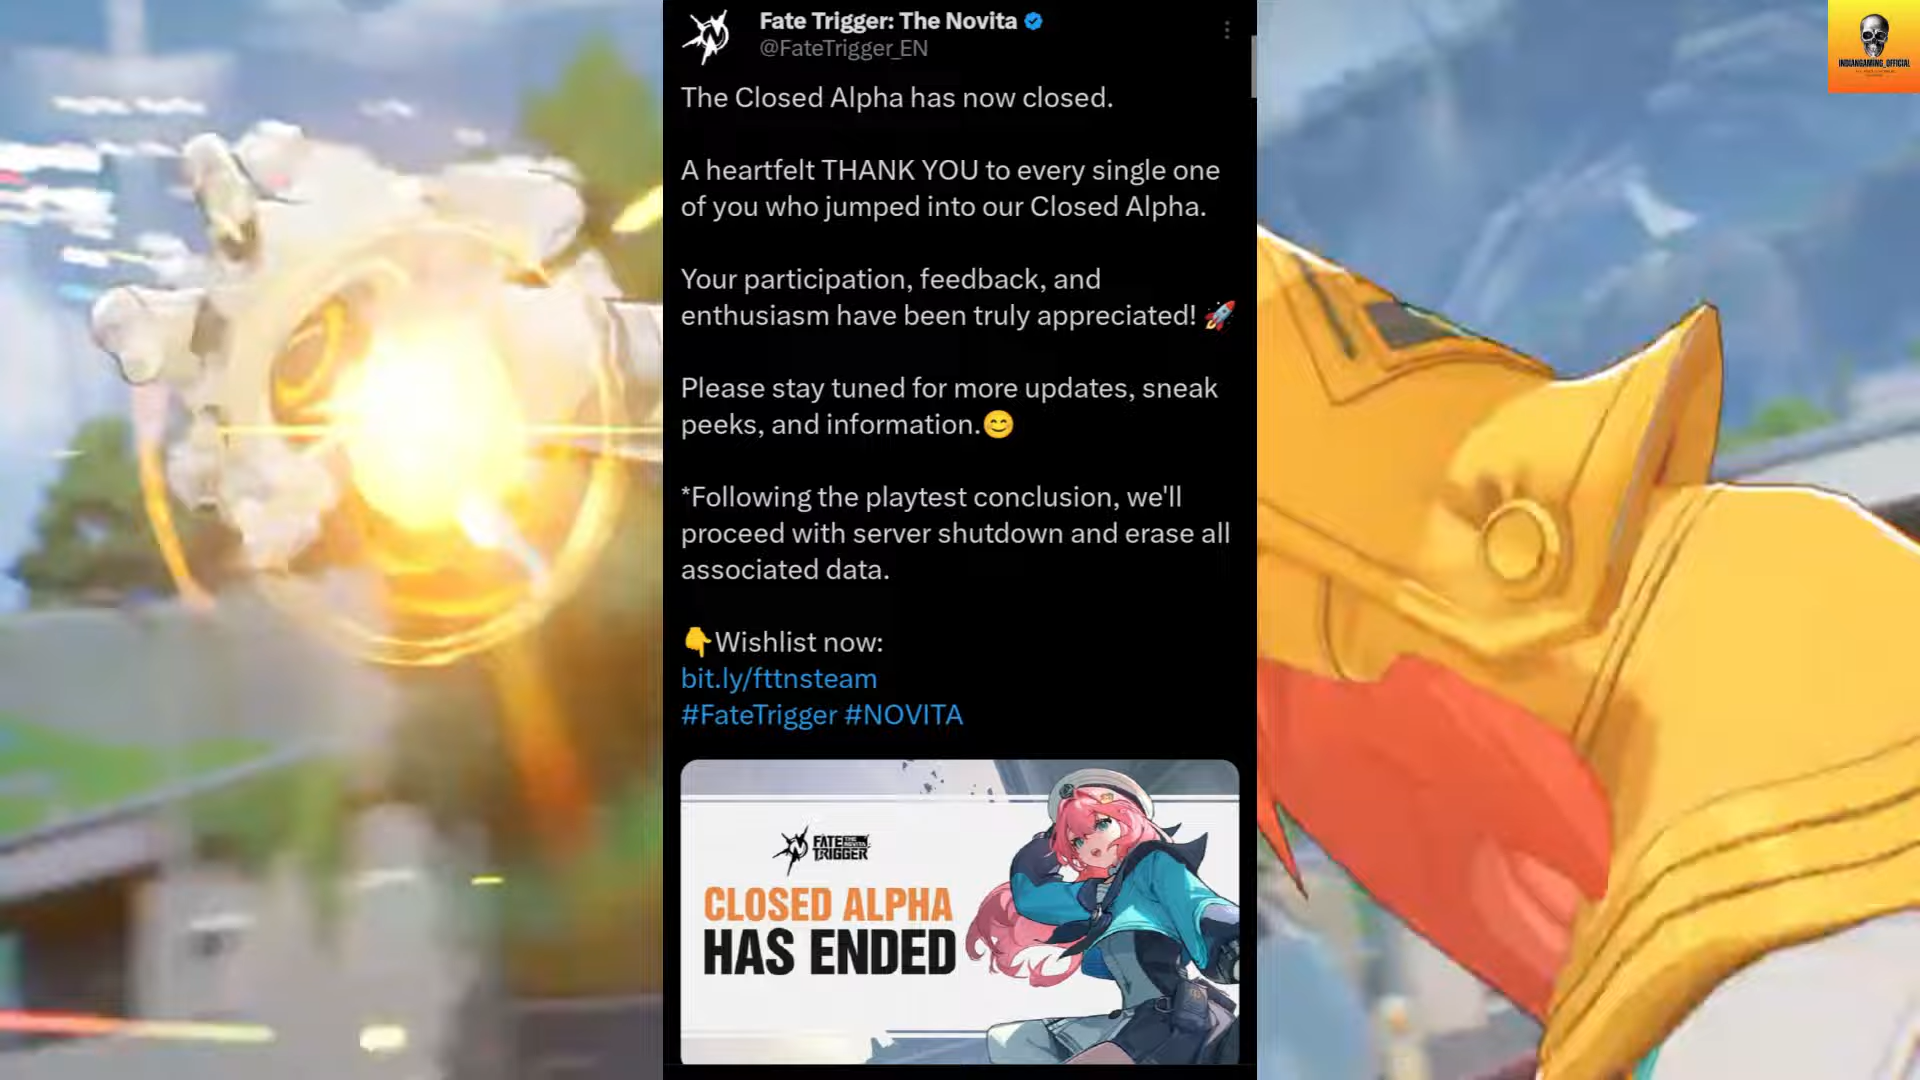 Fate Trigger: The Novita
@FateTrigger_EN
The Closed Alpha has now closed.
A heartfelt THANK YOU to every single one
of you who jumped into our Closed Alpha.
Your participation, feedback, and
enthusiasm have been truly appreciated! 🚀
Please stay tuned for more updates, sneak
peeks, and information.😊
*Following the playtest conclusion, we'll
proceed with server shutdown and erase all
associated data.
👇Wishlist now:
bit.ly/fttnsteam
#FateTrigger #NOVITA
FATE THE NOVITA
TRIGGER
CLOSED ALPHA
HAS ENDED
INDIANGAMING_OFFICIAL